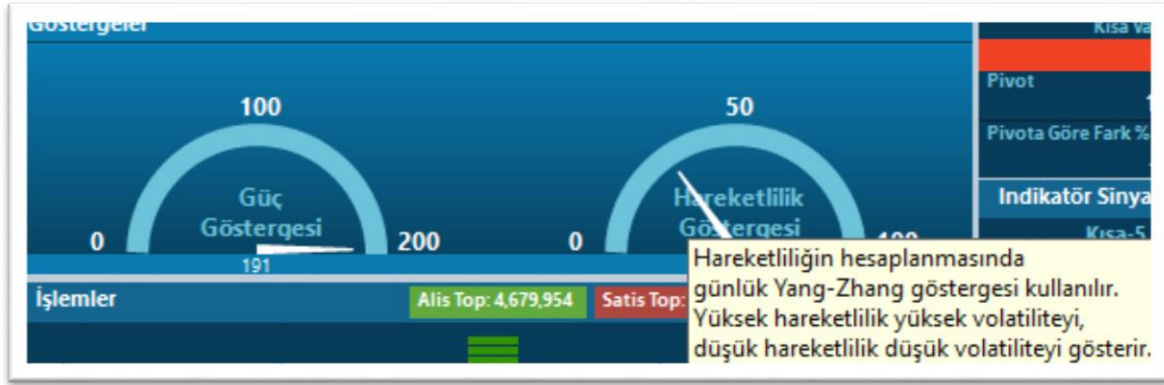 Göstergeler
Kısa Va
100
50
Pivot
Pivota Göre Fark %
Güç
Göstergesi
Hareketlilik
Göstergesi
Indikatör Sinya
0
200
0
100
Kısa-5
191
İşlemler
Alis Top: 4,679,954
Satis Top:
Hareketliliğin hesaplanmasında
günlük Yang-Zhang göstergesi kullanılır.
Yüksek hareketlilik yüksek volatiliteyi,
düşük hareketlilik düşük volatiliteyi gösterir.